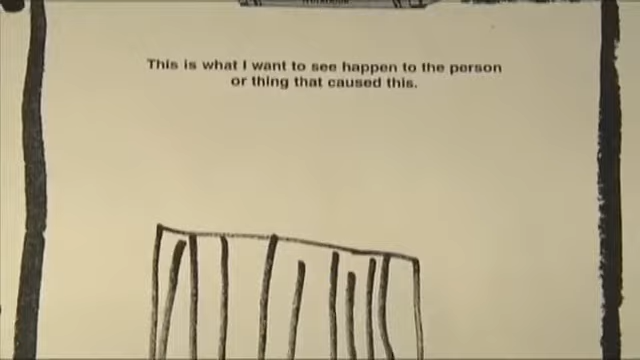 This is what I want to see happen to the person
or thing that caused this.